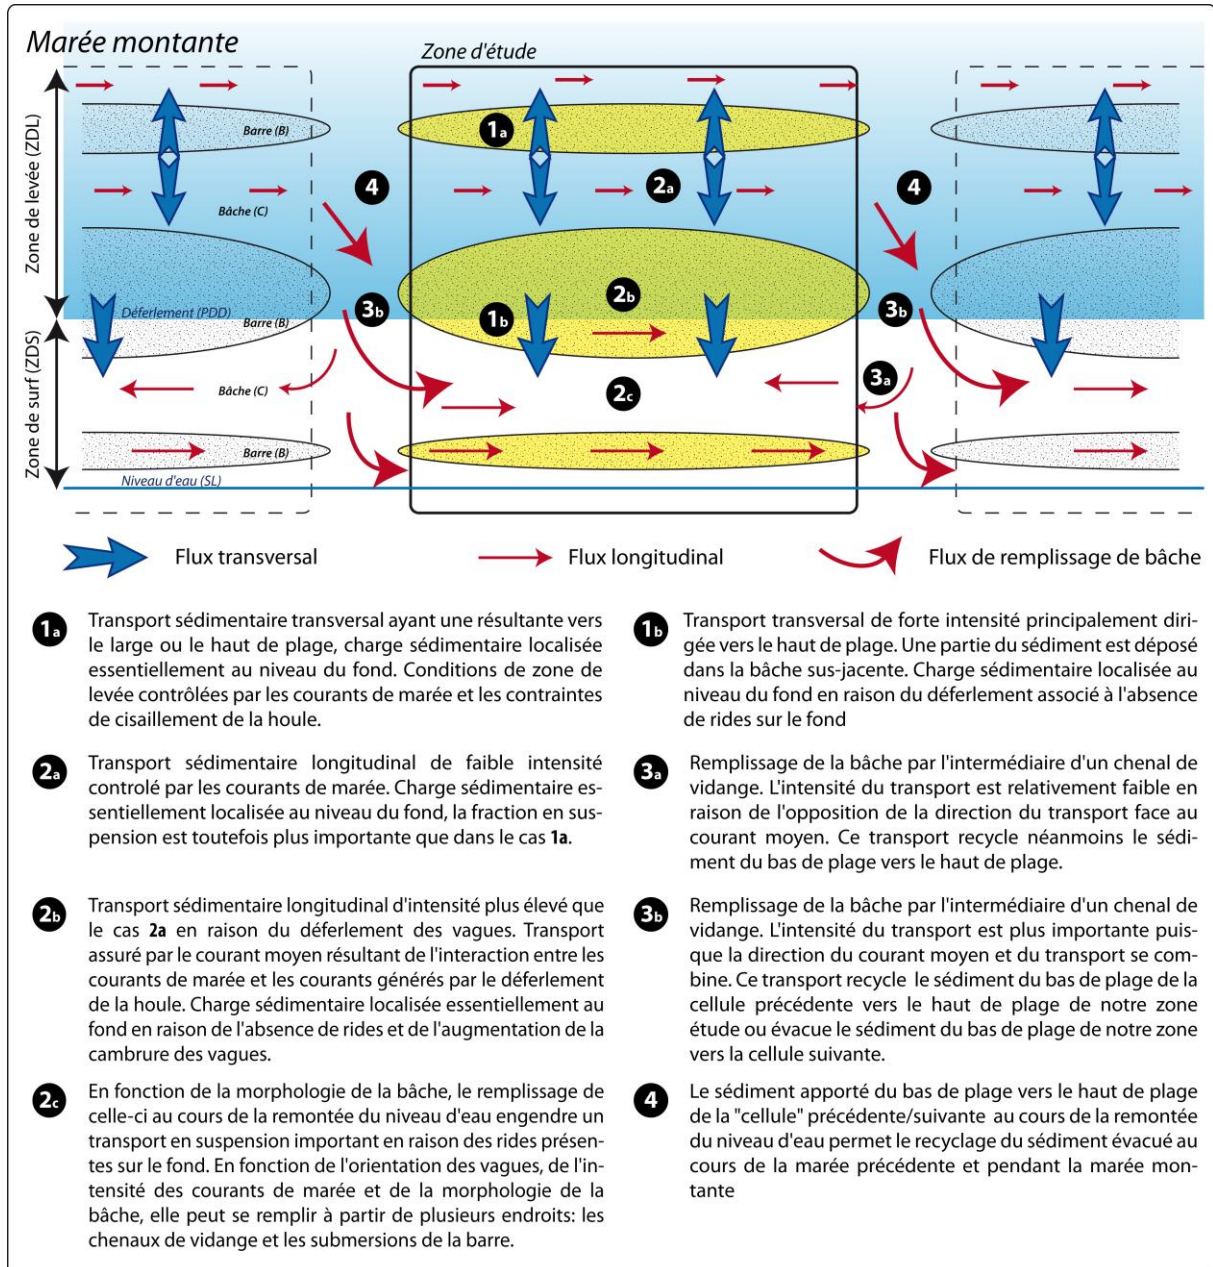 Marée montante
Zone d'étude
Zone de levée (ZDL)
Zone de surf (ZDS)
Barre (B)
1a
2a
4
4
Bâche (C)
2b
3b
1b
3b
Déferlement (PDD)
Barre (B)
3a
Bâche (C)
2c
Barre (B)
Niveau d'eau (SL)
Flux transversal
Flux longitudinal
Flux de remplissage de bâche
1a
Transport sédimentaire transversal ayant une résultante vers
le large ou le haut de plage, charge sédimentaire localisée
essentiellement au niveau du fond. Conditions de zone de
levée contrôlées par les courants de marée et les contraintes
de cisaillement de la houle.
1b
Transport transversal de forte intensité principalement diri-
gée vers le haut de plage. Une partie du sédiment est déposé
dans la bâche sus-jacente. Charge sédimentaire localisée au
niveau du fond en raison du déferlement associé à l'absence
de rides sur le fond
2a
Transport sédimentaire longitudinal de faible intensité
controlé par les courants de marée. Charge sédimentaire es-
sentiellement localisée au niveau du fond, la fraction en sus-
pension est toutefois plus importante que dans le cas 1a.
3a
Remplissage de la bâche par l'intermédiaire d'un chenal de
vidange. L'intensité du transport est relativement faible en
raison de l'opposition de la direction du transport face au
courant moyen. Ce transport recycle néanmoins le sédi-
ment du bas de plage vers le haut de plage.
2b
Transport sédimentaire longitudinal d'intensité plus élevé que
le cas 2a en raison du déferlement des vagues. Transport
assuré par le courant moyen résultant de l'interaction entre les
courants de marée et les courants générés par le déferlement
de la houle. Charge sédimentaire localisée essentiellement au
fond en raison de l'absence de rides et de l'augmentation de la
cambrure des vagues.
3b
Remplissage de la bâche par l'intermédiaire d'un chenal de
vidange. L'intensité du transport est plus importante puis-
que la direction du courant moyen et du transport se com-
bine. Ce transport recycle le sédiment du bas de plage de la
cellule précédente vers le haut de plage de notre zone
étude ou évacue le sédiment du bas de plage de notre zone
vers la cellule suivante.
2c
En fonction de la morphologie de la bâche, le remplissage de
celle-ci au cours de la remontée du niveau d'eau engendre un
transport en suspension important en raison des rides présen-
tes sur le fond. En fonction de l'orientation des vagues, de l'in-
tensité des courants de marée et de la morphologie de la
bâche, elle peut se remplir à partir de plusieurs endroits: les
chenaux de vidange et les submersions de la barre.
4
Le sédiment apporté du bas de plage vers le haut de plage
de la "cellule" précédente/suivante au cours de la remontée
du niveau d'eau permet le recyclage du sédiment évacué au
cours de la marée précédente et pendant la marée mon-
tante